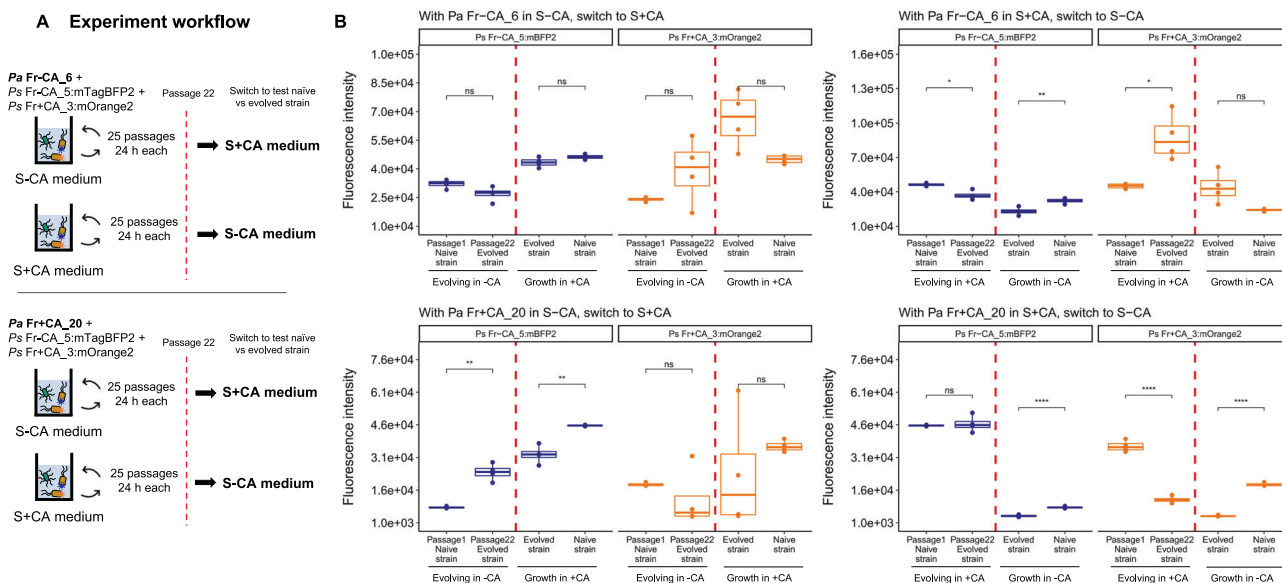 A Experiment workflow
Pa Fr-CA_6 +
Ps Fr-CA_5:mTagBFP2 +
Ps Fr+CA_3:mOrange2
Passage 22
Switch to test naïve
vs evolved strain
25 passages
24 h each
S+CA medium
S-CA medium
25 passages
24 h each
S-CA medium
S+CA medium
Pa Fr+CA_20 +
Ps Fr-CA_5:mTagBFP2 +
Ps Fr+CA_3:mOrange2
Passage 22
Switch to test naïve
vs evolved strain
25 passages
24 h each
S+CA medium
S-CA medium
25 passages
24 h each
S-CA medium
S+CA medium
B
With Pa Fr−CA_6 in S−CA, switch to S+CA
Ps Fr−CA_5:mBFP2
Ps Fr+CA_3:mOrange2
Fluorescence intensity
1.0e+05
8.5e+04
7.0e+04
5.5e+04
4.0e+04
2.5e+04
1.0e+04
ns
ns
ns
ns
Passage1
Naive
strain
Passage22
Evolved
strain
Evolved
strain
Naive
strain
Passage1
Naive
strain
Passage22
Evolved
strain
Evolved
strain
Naive
strain
Evolving in -CA
Growth in +CA
Evolving in -CA
Growth in +CA
With Pa Fr−CA_6 in S+CA, switch to S−CA
Ps Fr−CA_5:mBFP2
Ps Fr+CA_3:mOrange2
Fluorescence intensity
1.6e+05
1.3e+05
1.0e+05
7.0e+04
4.0e+04
1.0e+04
*
**
*
ns
Passage1
Naive
strain
Passage22
Evolved
strain
Evolved
strain
Naive
strain
Passage1
Naive
strain
Passage22
Evolved
strain
Evolved
strain
Naive
strain
Evolving in +CA
Growth in -CA
Evolving in +CA
Growth in -CA
With Pa Fr+CA_20 in S−CA, switch to S+CA
Ps Fr−CA_5:mBFP2
Ps Fr+CA_3:mOrange2
Fluorescence intensity
7.6e+04
6.1e+04
4.6e+04
3.1e+04
1.6e+04
1.0e+03
**
**
ns
ns
Passage1
Naive
strain
Passage22
Evolved
strain
Evolved
strain
Naive
strain
Passage1
Naive
strain
Passage22
Evolved
strain
Evolved
strain
Naive
strain
Evolving in -CA
Growth in +CA
Evolving in -CA
Growth in +CA
With Pa Fr+CA_20 in S+CA, switch to S−CA
Ps Fr−CA_5:mBFP2
Ps Fr+CA_3:mOrange2
Fluorescence intensity
7.6e+04
6.1e+04
4.6e+04
3.1e+04
1.6e+04
1.0e+03
ns
****
****
****
Passage1
Naive
strain
Passage22
Evolved
strain
Evolved
strain
Naive
strain
Passage1
Naive
strain
Passage22
Evolved
strain
Evolved
strain
Naive
strain
Evolving in +CA
Growth in -CA
Evolving in +CA
Growth in -CA